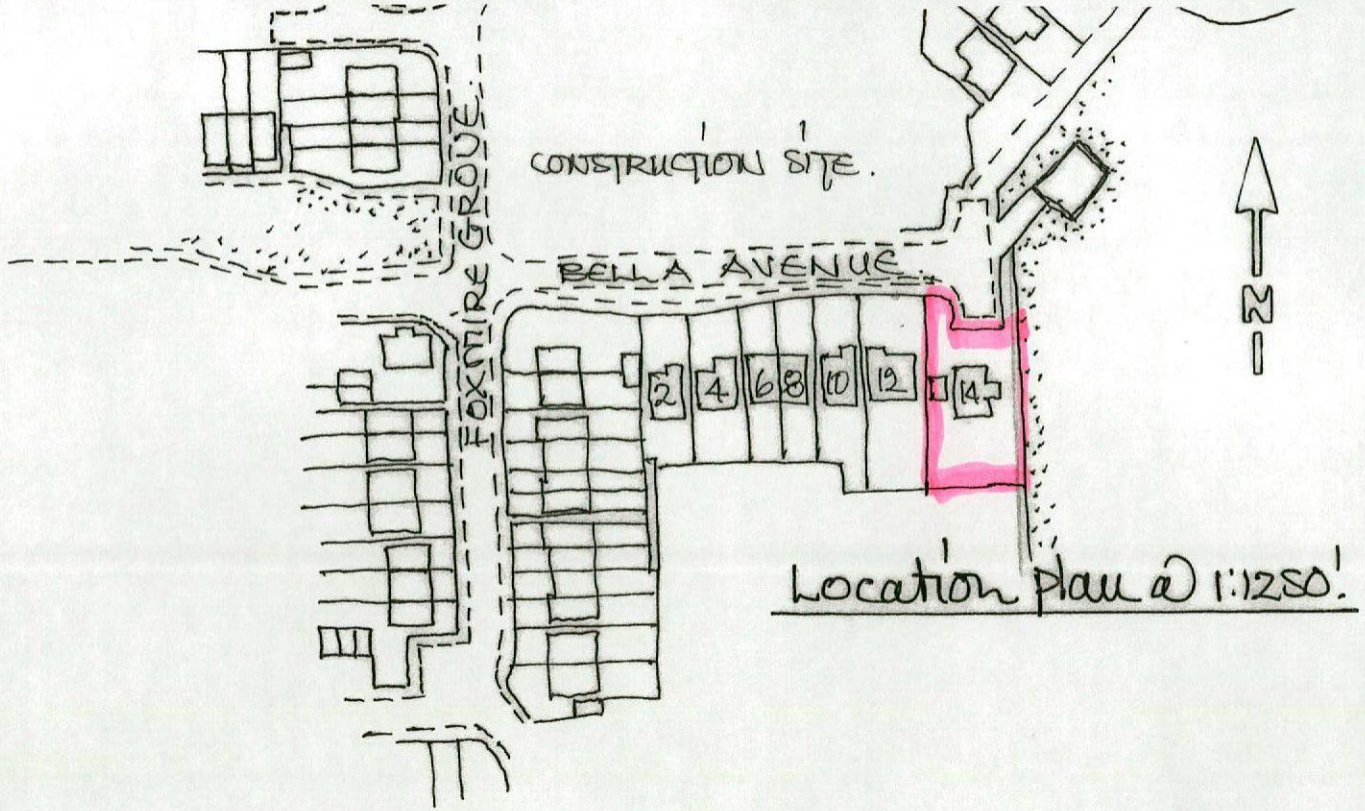 CONSTRUCTION SITE.
FOXMIRE GROVE
BELLA AVENUE
2 4 6 8 10 12 14
N
Location Plan @ 1:1250!